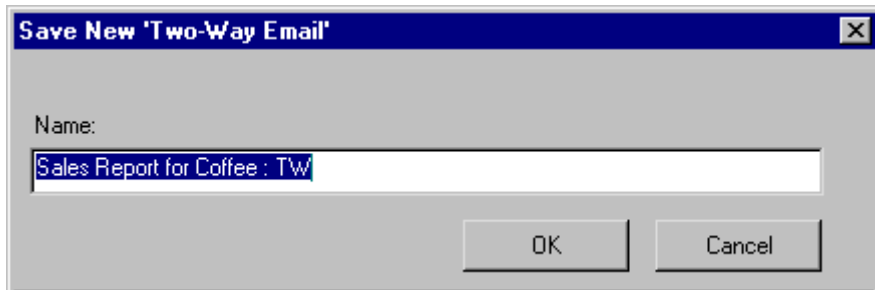 Save New 'Two-Way Email'
Name:
Sales Report for Coffee : TW
OK Cancel